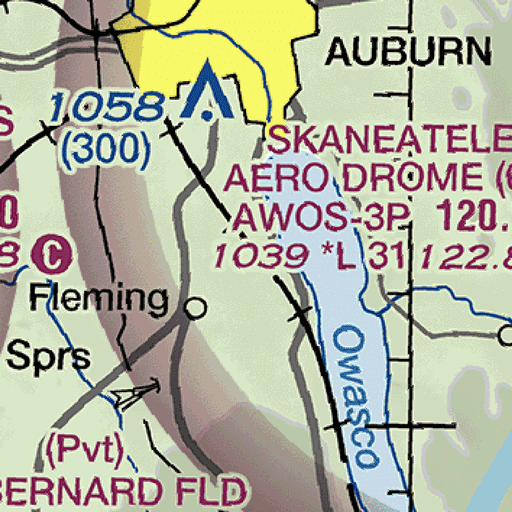 AUBURN
1058
(300)
SKANEATELE
AERO DROME (
AWOS-3P 120.
1039 *L 31 122.8
C
Fleming
Sprs
Owasco
(Pvt)
BERNARD FLD